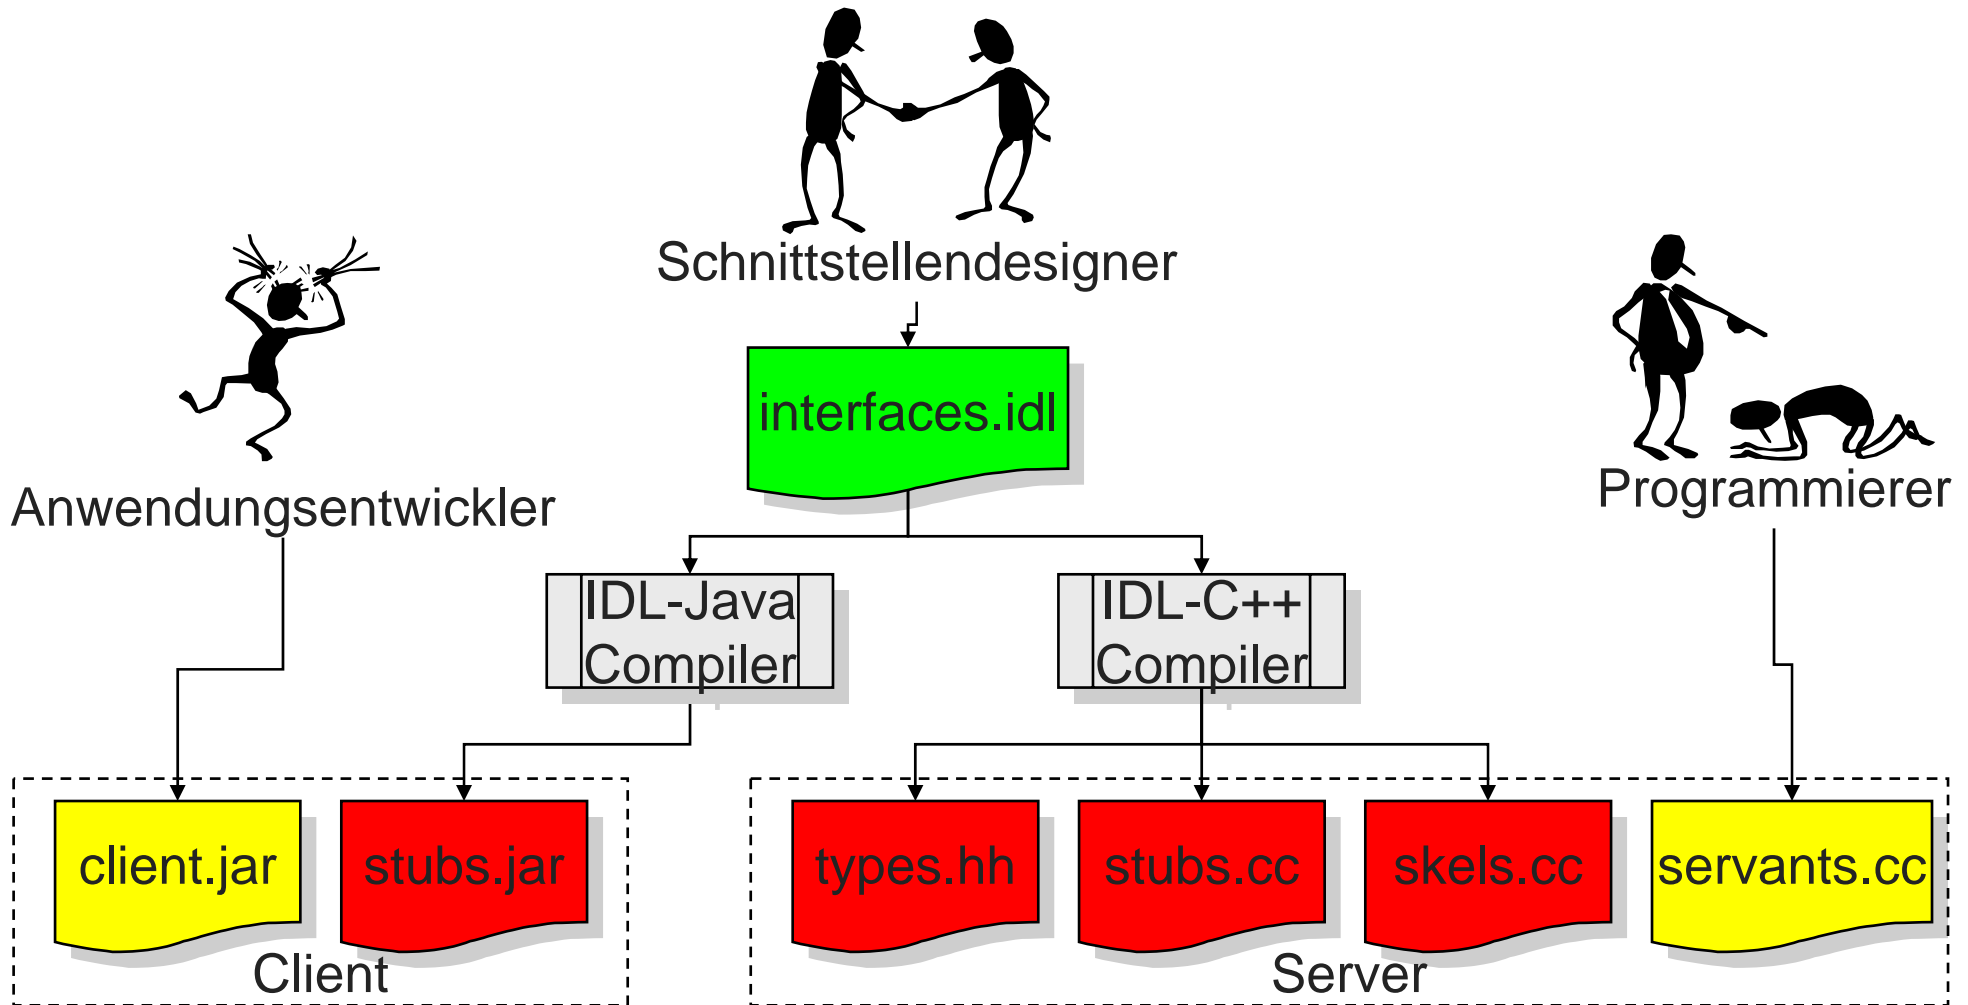 Schnittstellendesigner
interfaces.idl
Anwendungsentwickler
Programmierer
IDL-Java
Compiler
IDL-C++
Compiler
client.jar
stubs.jar
types.hh
stubs.cc
skels.cc
servants.cc
Client
Server